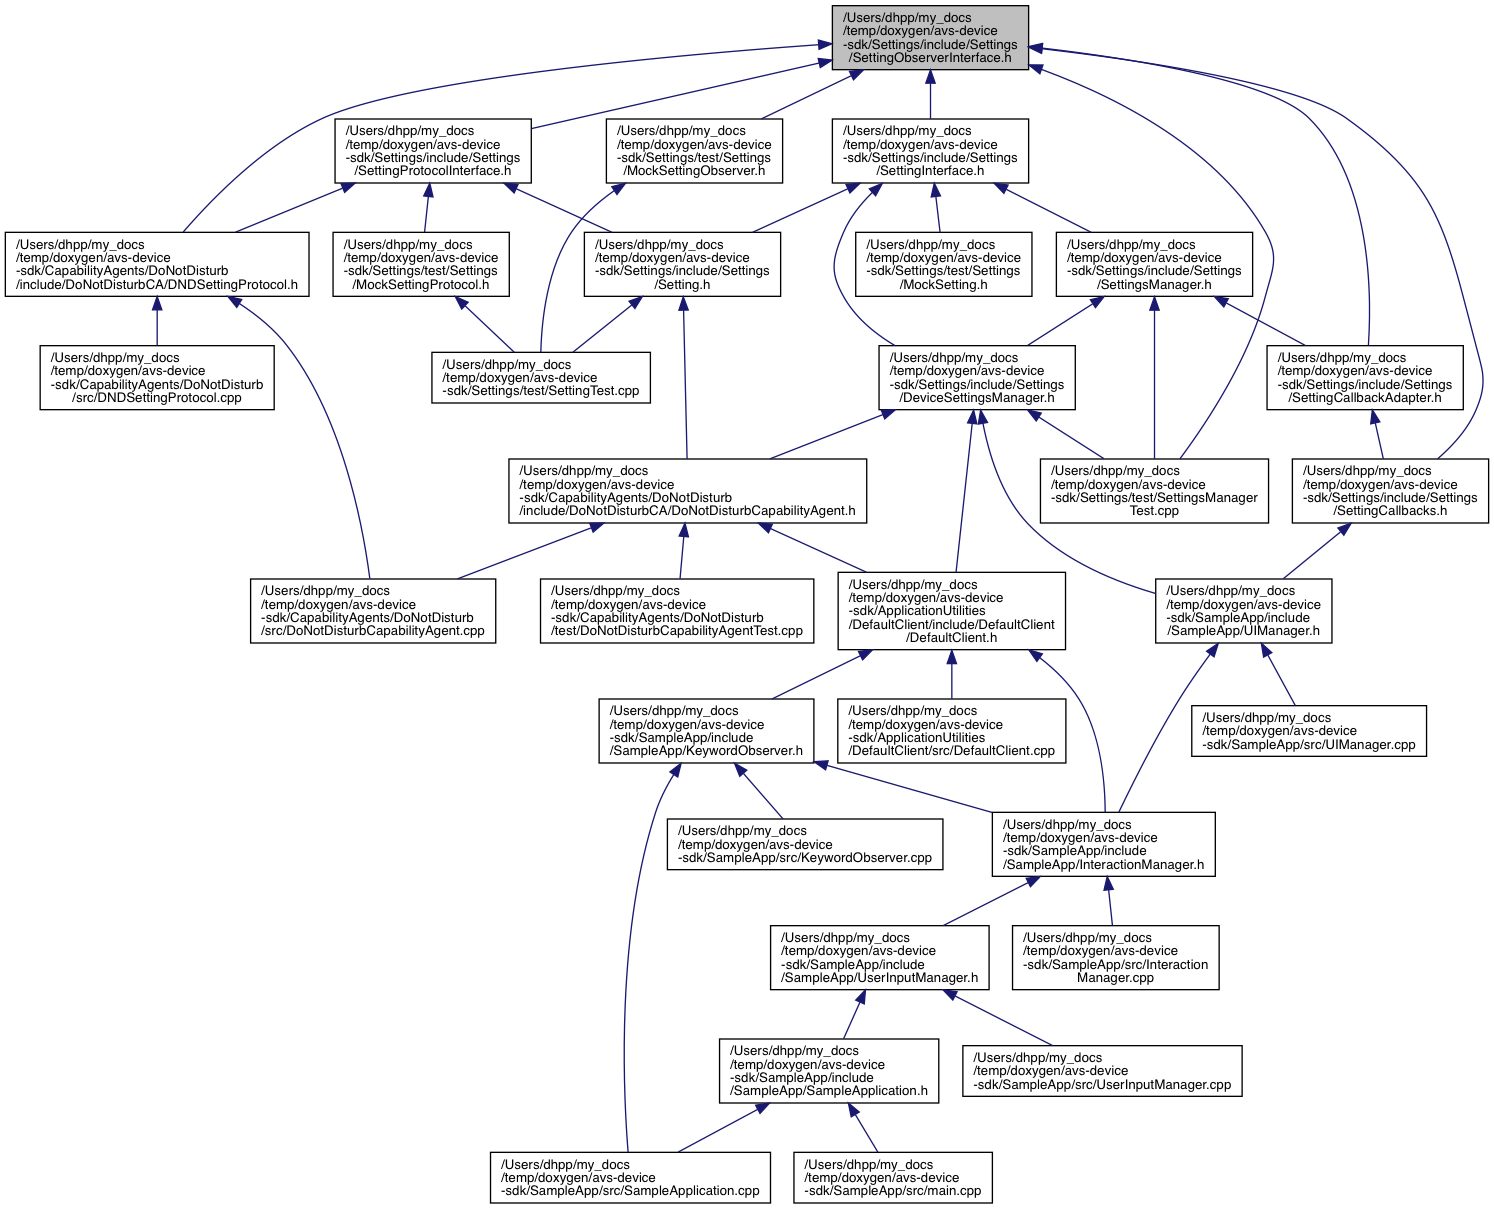 /Users/dhpp/my_docs
/temp/doxygen/avs-device
-sdk/Settings/include/Settings
/SettingObserverInterface.h
/Users/dhpp/my_docs
/temp/doxygen/avs-device
-sdk/Settings/include/Settings
/SettingProtocolInterface.h
/Users/dhpp/my_docs
/temp/doxygen/avs-device
-sdk/Settings/test/Settings
/MockSettingObserver.h
/Users/dhpp/my_docs
/temp/doxygen/avs-device
-sdk/Settings/include/Settings
/SettingInterface.h
/Users/dhpp/my_docs
/temp/doxygen/avs-device
-sdk/CapabilityAgents/DoNotDisturb
/include/DoNotDisturbCA/DNDSettingProtocol.h
/Users/dhpp/my_docs
/temp/doxygen/avs-device
-sdk/Settings/test/Settings
/MockSettingProtocol.h
/Users/dhpp/my_docs
/temp/doxygen/avs-device
-sdk/Settings/include/Settings
/Setting.h
/Users/dhpp/my_docs
/temp/doxygen/avs-device
-sdk/Settings/test/Settings
/MockSetting.h
/Users/dhpp/my_docs
/temp/doxygen/avs-device
-sdk/Settings/include/Settings
/SettingsManager.h
/Users/dhpp/my_docs
/temp/doxygen/avs-device
-sdk/CapabilityAgents/DoNotDisturb
/src/DNDSettingProtocol.cpp
/Users/dhpp/my_docs
/temp/doxygen/avs-device
-sdk/Settings/test/SettingTest.cpp
/Users/dhpp/my_docs
/temp/doxygen/avs-device
-sdk/Settings/include/Settings
/DeviceSettingsManager.h
/Users/dhpp/my_docs
/temp/doxygen/avs-device
-sdk/Settings/include/Settings
/SettingCallbackAdapter.h
/Users/dhpp/my_docs
/temp/doxygen/avs-device
-sdk/CapabilityAgents/DoNotDisturb
/include/DoNotDisturbCA/DoNotDisturbCapabilityAgent.h
/Users/dhpp/my_docs
/temp/doxygen/avs-device
-sdk/Settings/test/SettingsManager
Test.cpp
/Users/dhpp/my_docs
/temp/doxygen/avs-device
-sdk/Settings/include/Settings
/SettingCallbacks.h
/Users/dhpp/my_docs
/temp/doxygen/avs-device
-sdk/CapabilityAgents/DoNotDisturb
/src/DoNotDisturbCapabilityAgent.cpp
/Users/dhpp/my_docs
/temp/doxygen/avs-device
-sdk/CapabilityAgents/DoNotDisturb
/test/DoNotDisturbCapabilityAgentTest.cpp
/Users/dhpp/my_docs
/temp/doxygen/avs-device
-sdk/ApplicationUtilities
/DefaultClient/include/DefaultClient
/DefaultClient.h
/Users/dhpp/my_docs
/temp/doxygen/avs-device
-sdk/SampleApp/include
/SampleApp/UIManager.h
/Users/dhpp/my_docs
/temp/doxygen/avs-device
-sdk/SampleApp/include
/SampleApp/KeywordObserver.h
/Users/dhpp/my_docs
/temp/doxygen/avs-device
-sdk/ApplicationUtilities
/DefaultClient/src/DefaultClient.cpp
/Users/dhpp/my_docs
/temp/doxygen/avs-device
-sdk/SampleApp/src/UIManager.cpp
/Users/dhpp/my_docs
/temp/doxygen/avs-device
-sdk/SampleApp/src/KeywordObserver.cpp
/Users/dhpp/my_docs
/temp/doxygen/avs-device
-sdk/SampleApp/include
/SampleApp/InteractionManager.h
/Users/dhpp/my_docs
/temp/doxygen/avs-device
-sdk/SampleApp/include
/SampleApp/UserInputManager.h
/Users/dhpp/my_docs
/temp/doxygen/avs-device
-sdk/SampleApp/src/Interaction
Manager.cpp
/Users/dhpp/my_docs
/temp/doxygen/avs-device
-sdk/SampleApp/include
/SampleApp/SampleApplication.h
/Users/dhpp/my_docs
/temp/doxygen/avs-device
-sdk/SampleApp/src/UserInputManager.cpp
/Users/dhpp/my_docs
/temp/doxygen/avs-device
-sdk/SampleApp/src/SampleApplication.cpp
/Users/dhpp/my_docs
/temp/doxygen/avs-device
-sdk/SampleApp/src/main.cpp